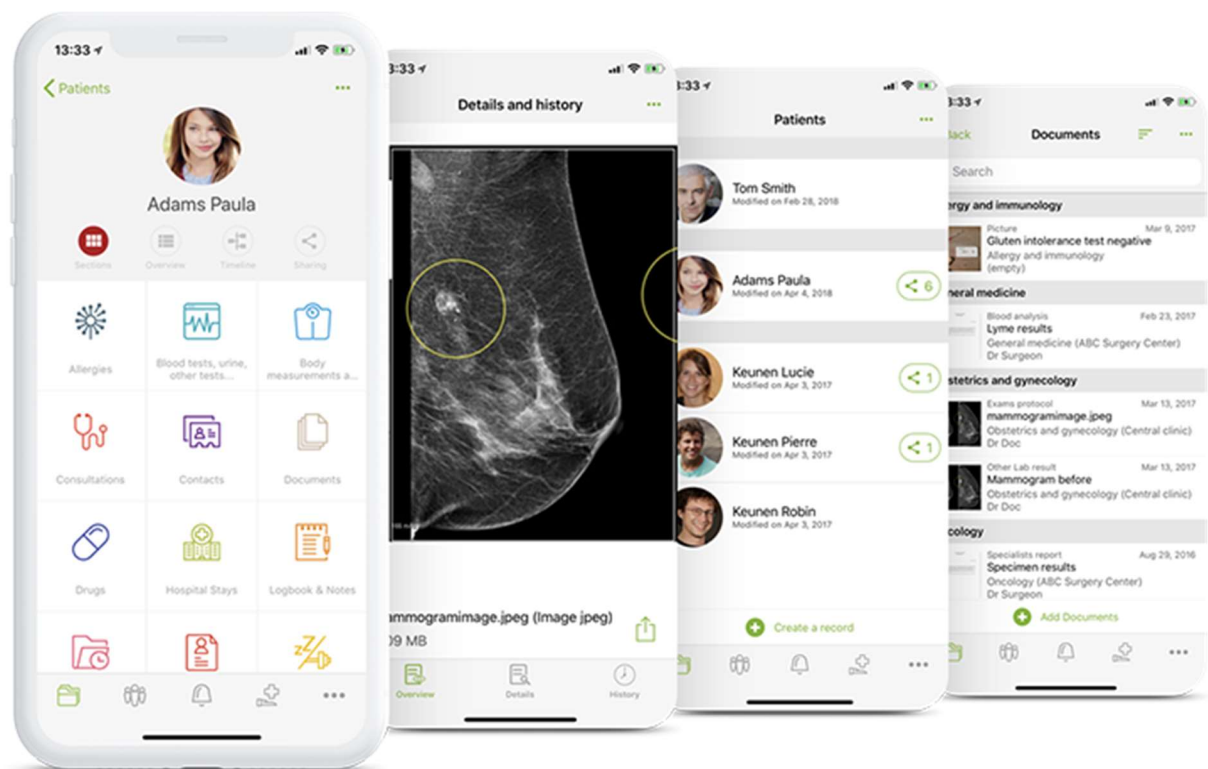 13:33
Patients
Adams Paula
Sections
Overview
Timeline
Sharing
Allergies
Blood tests, urine,
other tests...
Body
measurements a...
Consultations
Contacts
Documents
Drugs
Hospital Stays
Logbook & Notes
3:33
Details and history
ammogramimage.jpeg (Image jpeg)
09 MB
Overview
Details
History
3:33
Patients
Tom Smith
Modified on Feb 28, 2018
Adams Paula
Modified on Apr 4, 2018
6
Keunen Lucie
Modified on Apr 3, 2017
1
Keunen Pierre
Modified on Apr 3, 2017
1
Keunen Robin
Modified on Apr 3, 2017
Create a record
3:33
Back
Documents
Search
ergy and immunology
Picture
Mar 9, 2017
Gluten intolerance test negative
Allergy and immunology
(empty)
neral medicine
Blood analysis
Feb 23, 2017
Lyme results
General medicine (ABC Surgery Center)
Dr Surgeon
stetrics and gynecology
Exams protocol
Mar 13, 2017
mammogramimage.jpeg
Obstetrics and gynecology (Central clinic)
Dr Doc
Other Lab result
Mar 13, 2017
Mammogram before
Obstetrics and gynecology (Central clinic)
Dr Doc
cology
Specialists report
Aug 29, 2016
Specimen results
Oncology (ABC Surgery Center)
Dr Surgeon
Add Documents